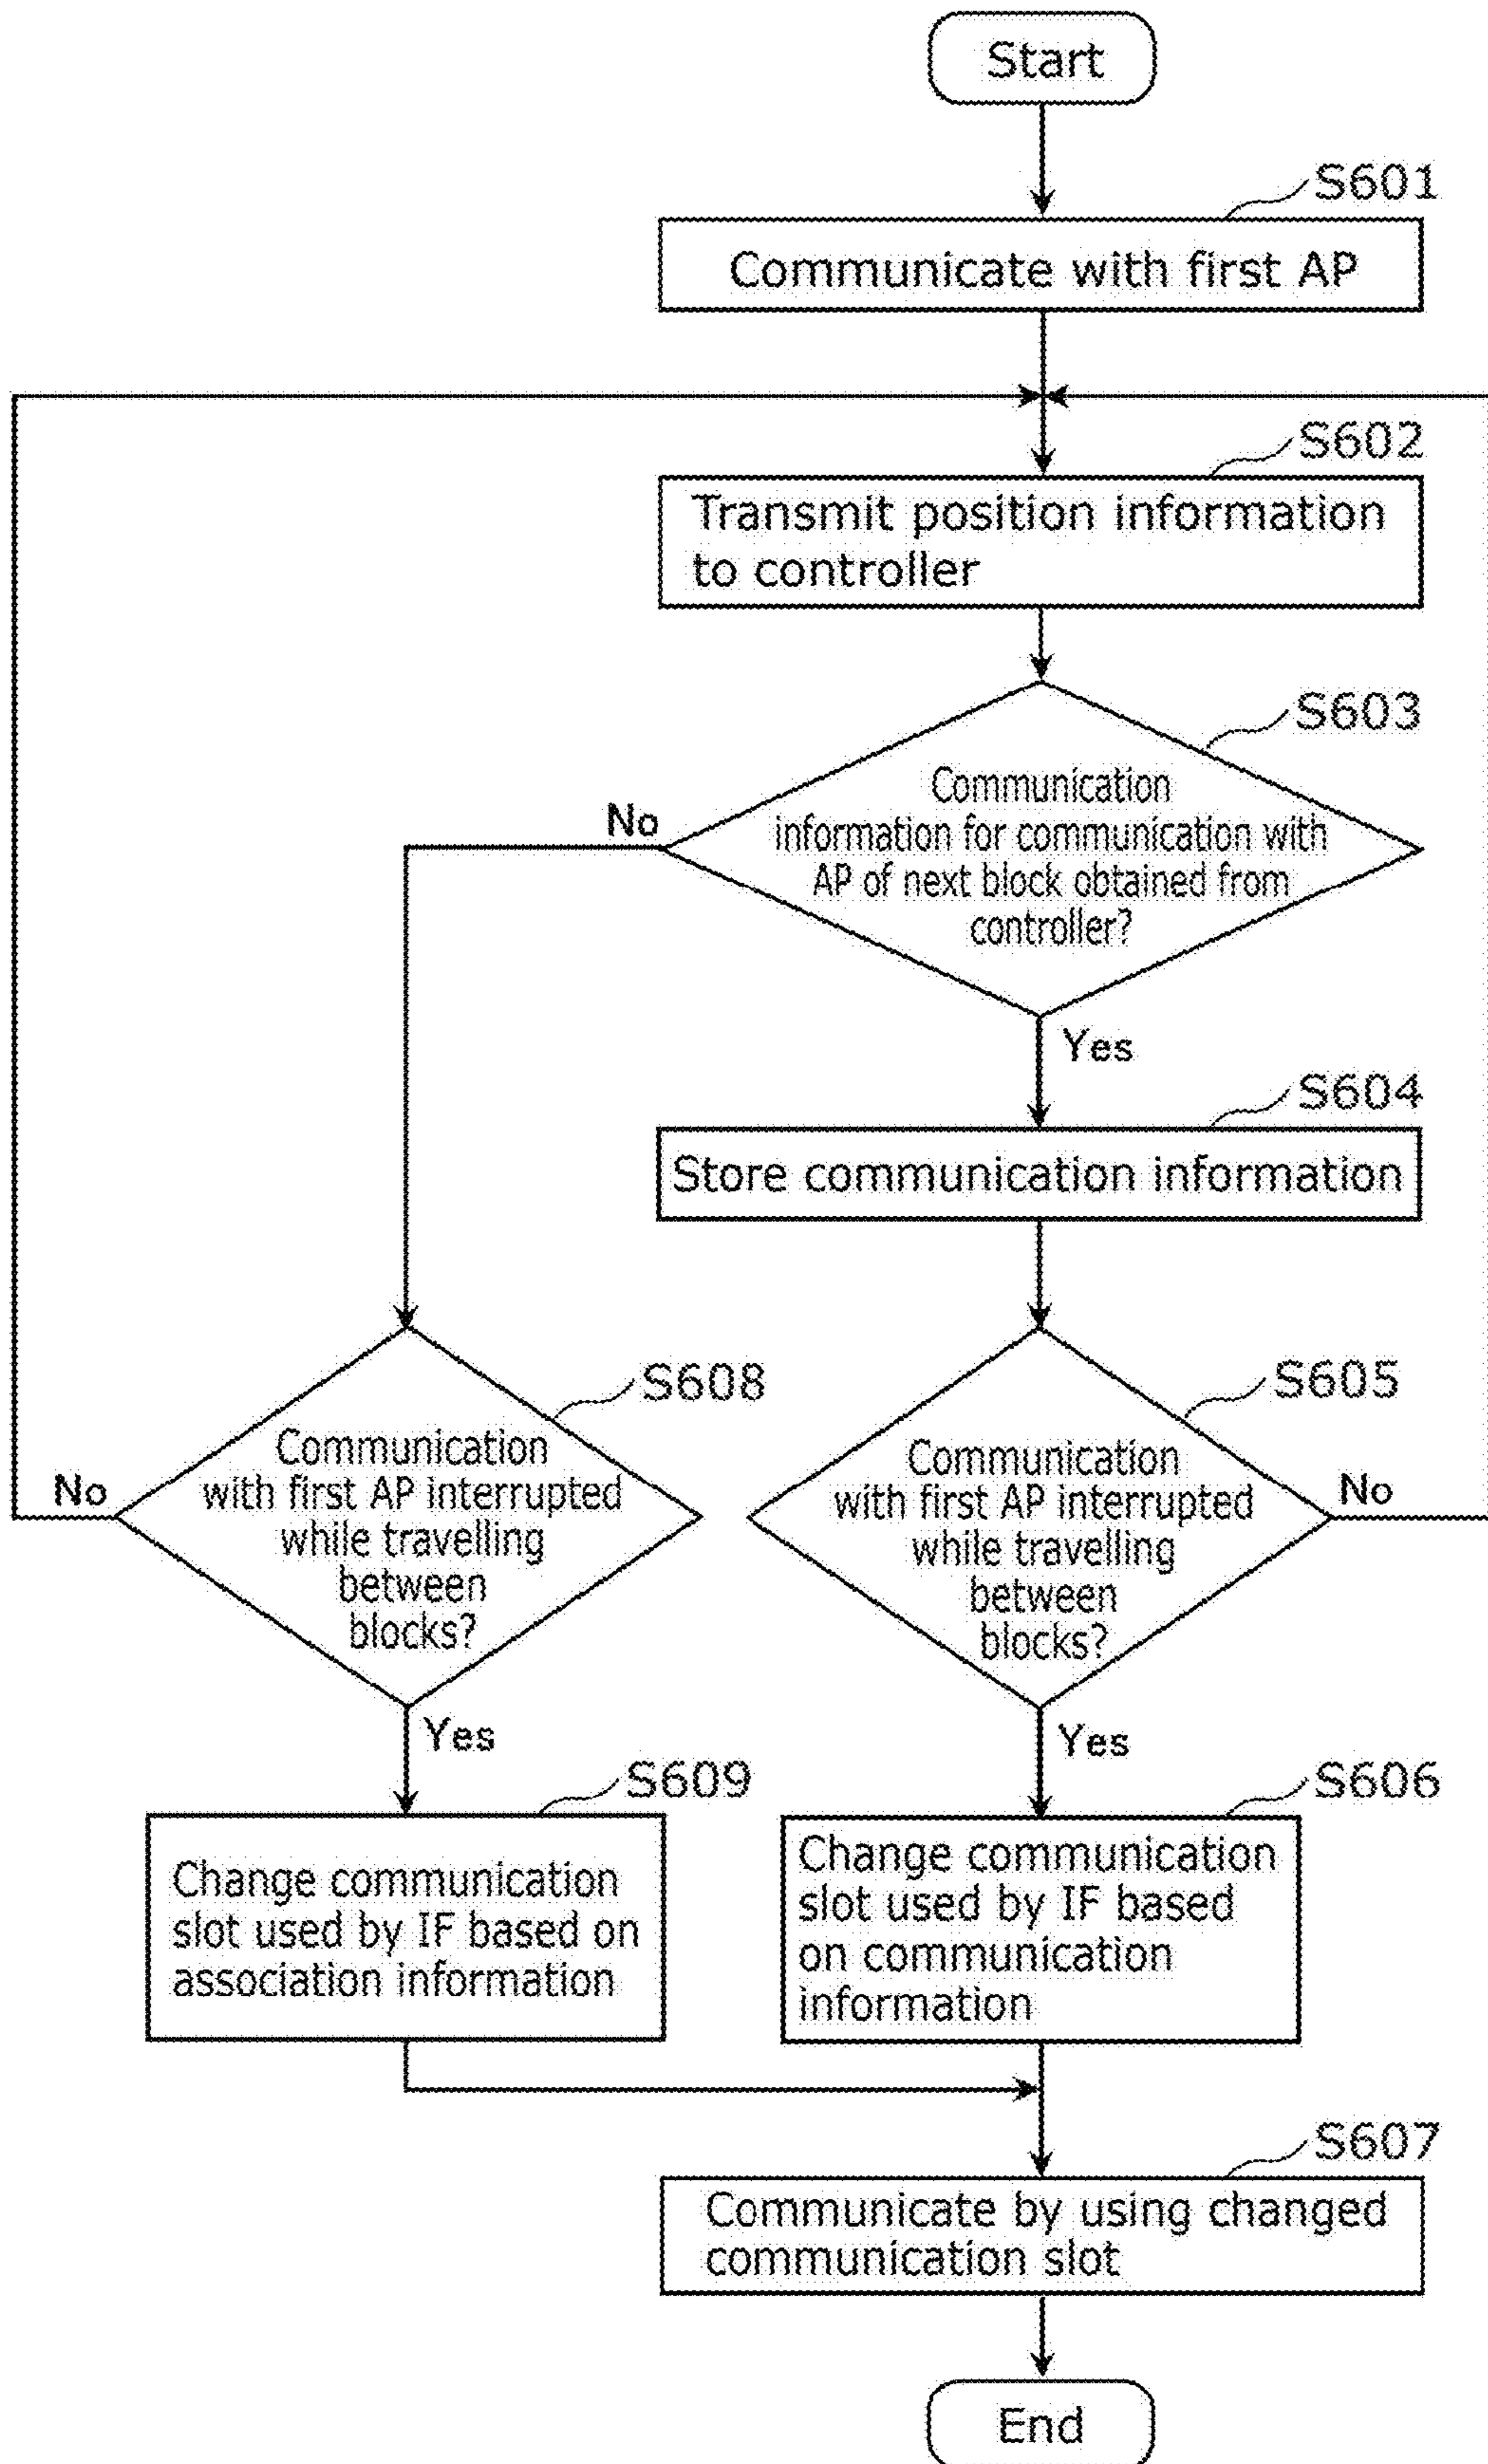 Start
S601
Communicate with first AP
S602
Transmit position information
to controller
S603
Communication
information for communication with
AP of next block obtained from
controller?
No
Yes
S604
Store communication information
S608
Communication
with first AP interrupted
while travelling
between
blocks?
No
Yes
S605
Communication
with first AP interrupted
while travelling
between
blocks?
No
Yes
S609
Change communication
slot used by IF based on
association information
S606
Change communication
slot used by IF based
on communication
information
S607
Communicate by using changed
communication slot
End